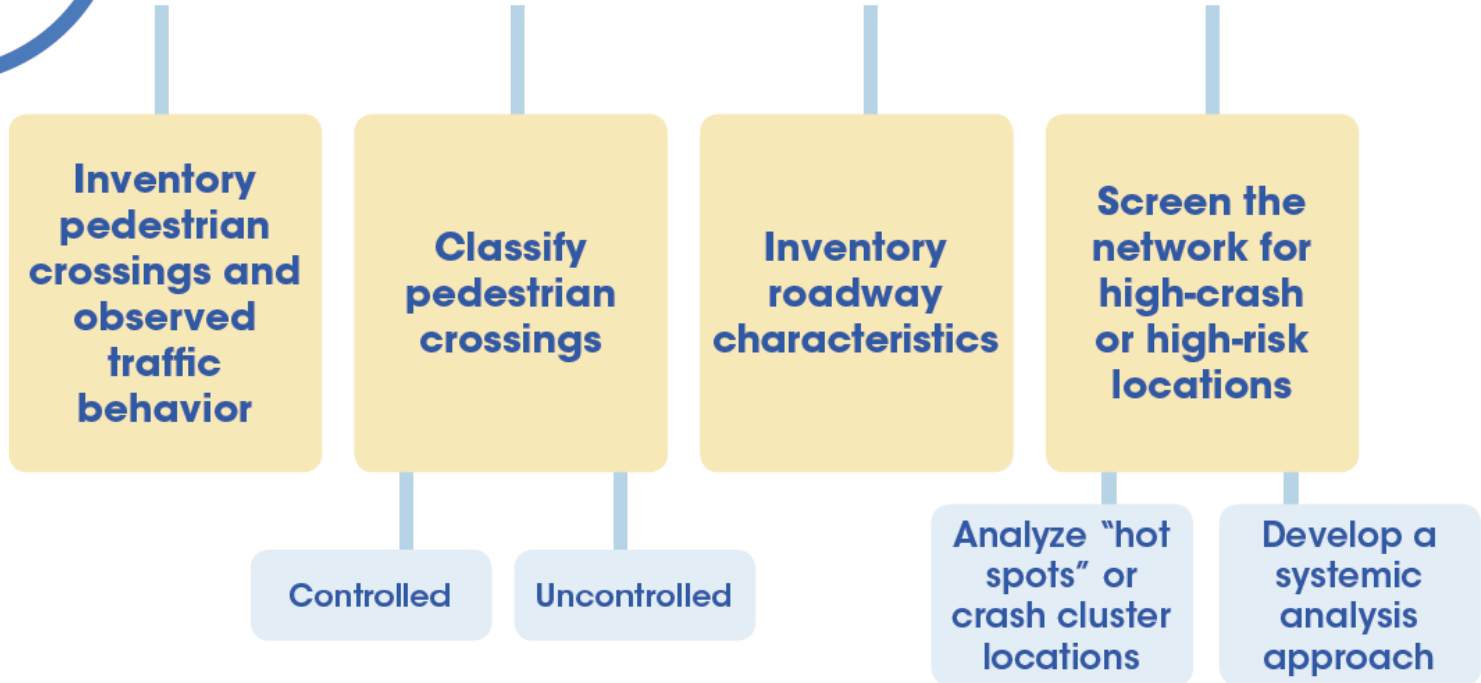 Inventory
pedestrian
crossings and
observed
traffic
behavior
Classify
pedestrian
crossings
Inventory
roadway
characteristics
Screen the
network for
high-crash
or high-risk
locations
Controlled
Uncontrolled
Analyze “hot
spots” or
crash cluster
locations
Develop a
systemic
analysis
approach